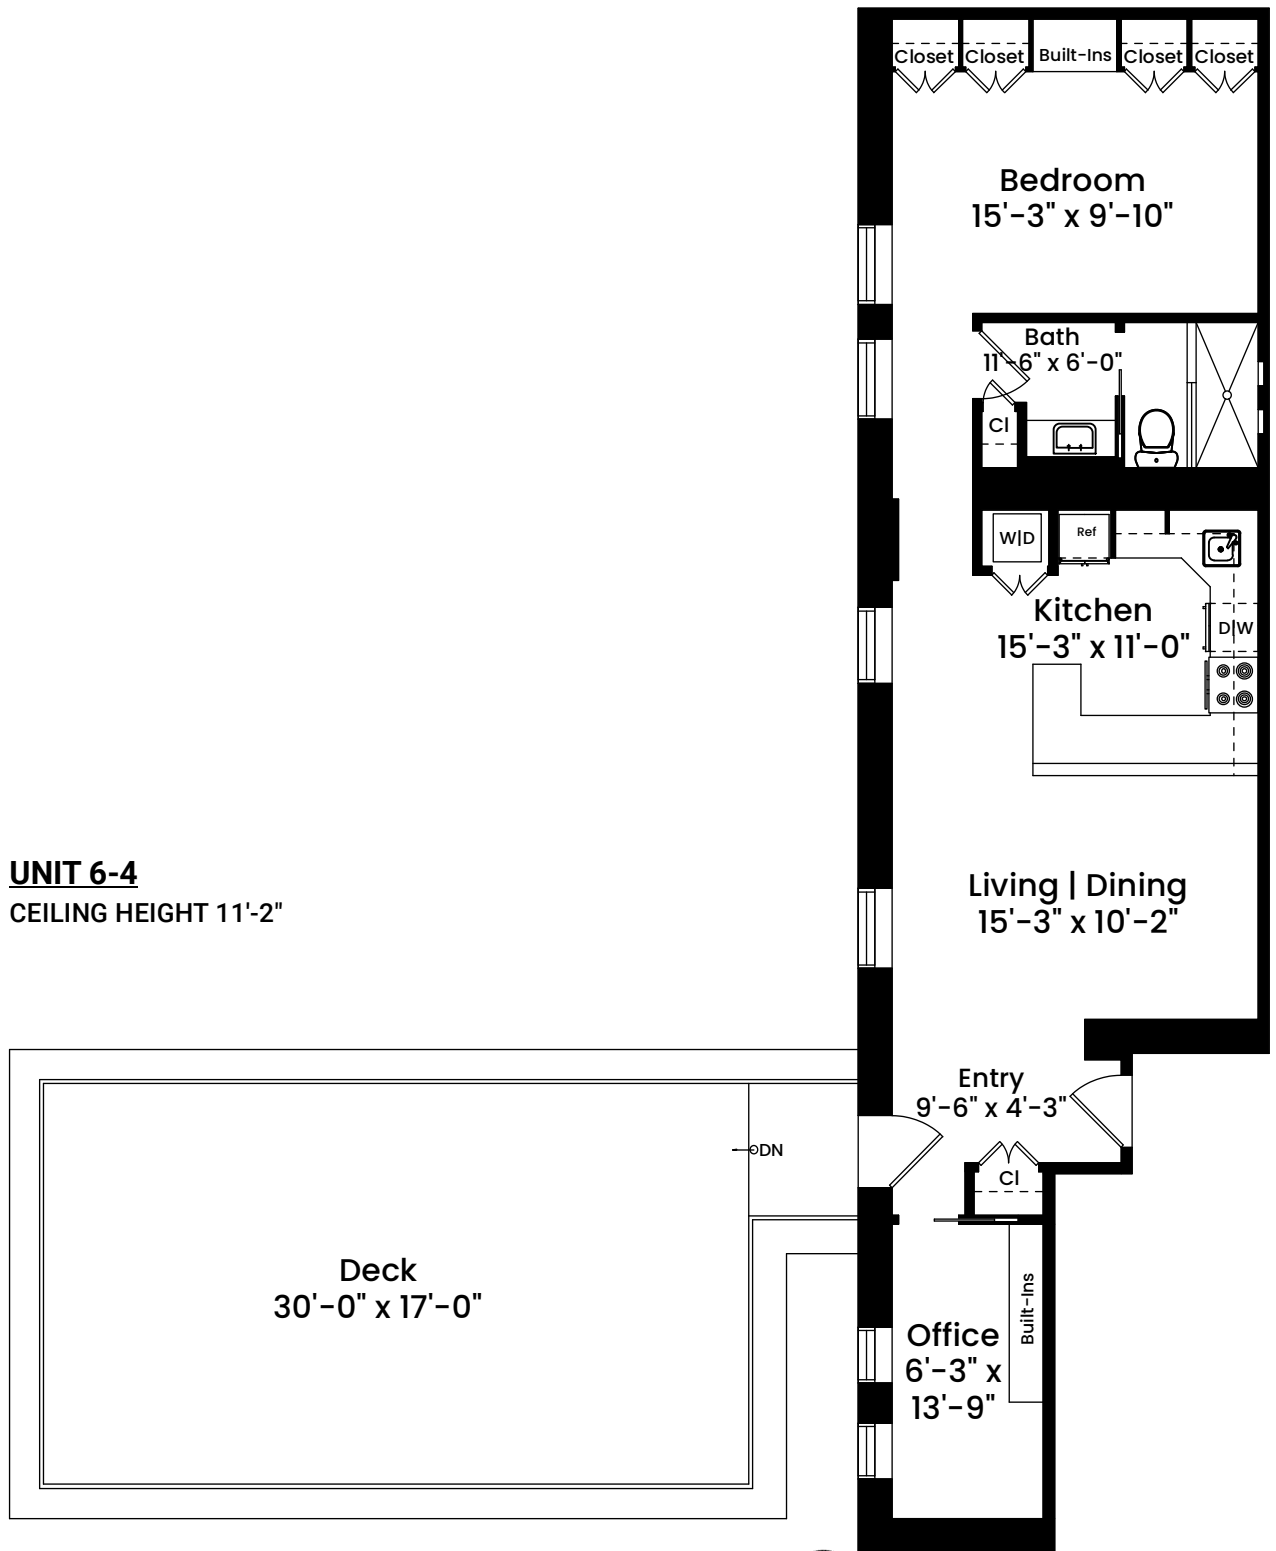 Closet Closet Built-Ins Closet Closet
Bedroom
15'-3" x 9'-10"
Bath
11'-6" x 6'-0"
Cl
W|D
Ref
Kitchen
15'-3" x 11'-0"
D|W
UNIT 6-4
CEILING HEIGHT 11'-2"
Living | Dining
15'-3" x 10'-2"
Entry
9'-6" x 4'-3"
DN
Cl
Deck
30'-0" x 17'-0"
Built-Ins
Office
6'-3" x
13'-9"